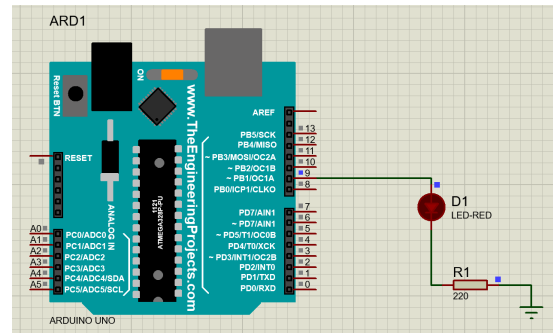 ARD1
Reset BTN
ON
www.TheEngineeringProjects.com
RESET
ANALOG IN
1121
ATMEGA328P-PU
A0 PC0/ADC0
A1 PC1/ADC1
A2 PC2/ADC2
A3 PC3/ADC3
A4 PC4/ADC4/SDA
A5 PC5/ADC5/SCL
AREF
PB5/SCK 13
PB4/MISO 12
~ PB3/MOSI/OC2A 11
~ PB2/OC1B 10
~ PB1/OC1A 9
PB0/ICP1/CLKO 8
PD7/AIN1 7
~ PD7/AIN1 6
~ PD5/T1/OC0B 5
PD4/T0/XCK 4
~ PD3/INT1/OC2B 3
PD2/INT0 2
PD1/TXD 1
PD0/RXD 0
ARDUINO UNO
D1
LED-RED
R1
220